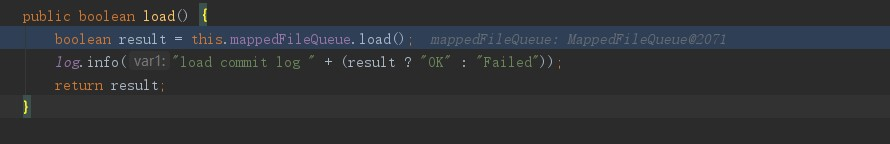 public boolean load() {
    boolean result = this.mappedFileQueue.load();  mappedFileQueue: MappedFileQueue@2071
    log.info( var1: "load commit log " + (result ? "OK" : "Failed"));
    return result;
}